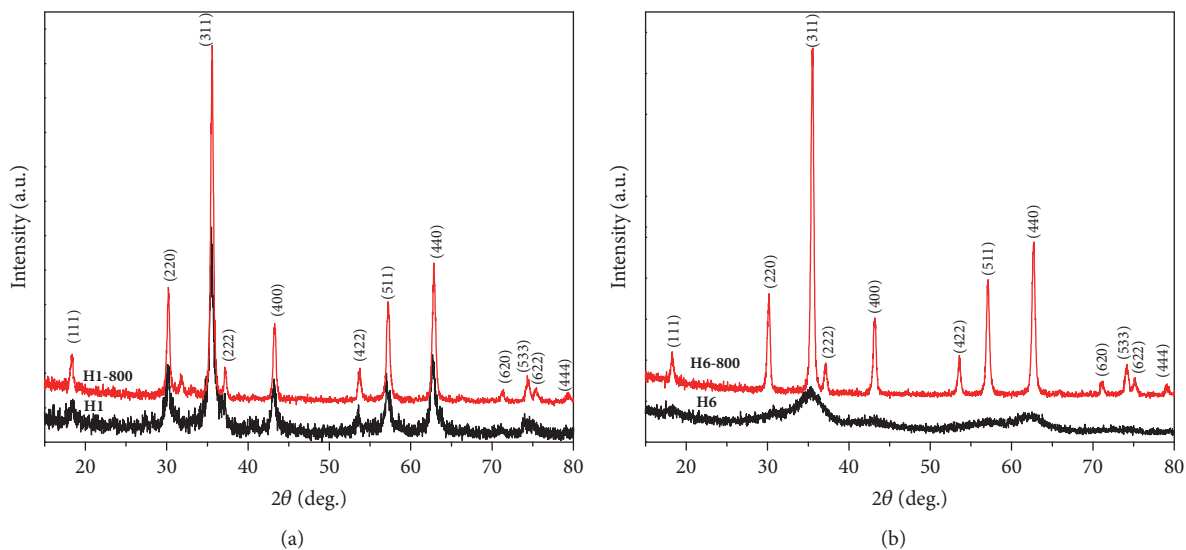 Intensity (a.u.)
(111)
(220)
(311)
(222)
(400)
(422)
(511)
(440)
(620)
(533)
(622)
(444)
H1-800
H1
20 30 40 50 60 70 80
2θ (deg.)
(a)
Intensity (a.u.)
(111)
(220)
(311)
(222)
(400)
(422)
(511)
(440)
(620)
(533)
(622)
(444)
H6-800
H6
20 30 40 50 60 70 80
2θ (deg.)
(b)